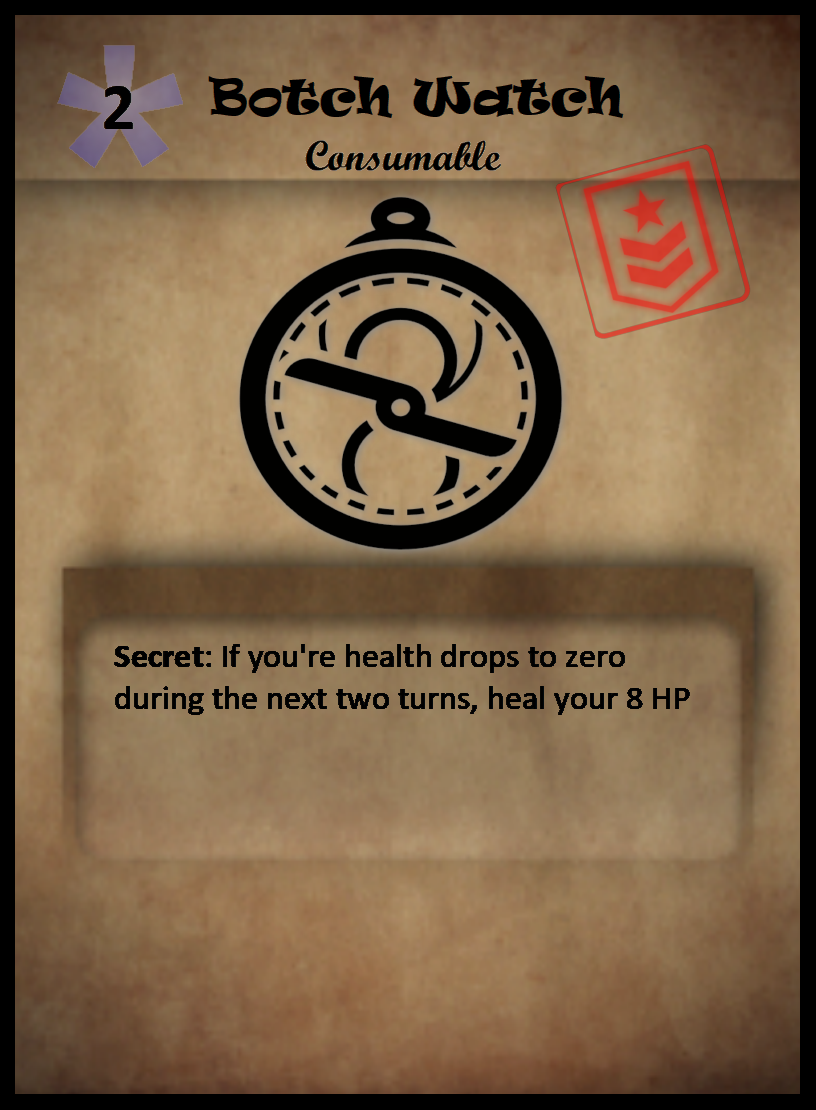 2
Botch Watch
Consumable
Secret: If you're health drops to zero
during the next two turns, heal your 8 HP